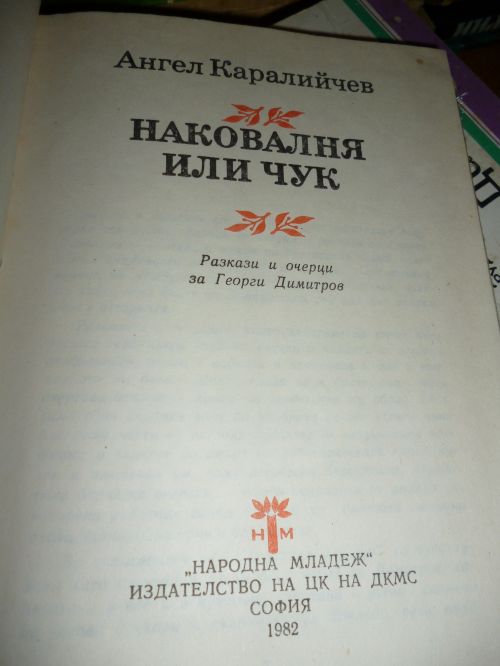 Ангел Каралийчев
НАКОВАЛНЯ
ИЛИ ЧУК
Разкази и очерци
за Георги Димитров
Н М
„НАРОДНА МЛАДЕЖ“
ИЗДАТЕЛСТВО НА ЦК НА ДКМС
СОФИЯ
1982